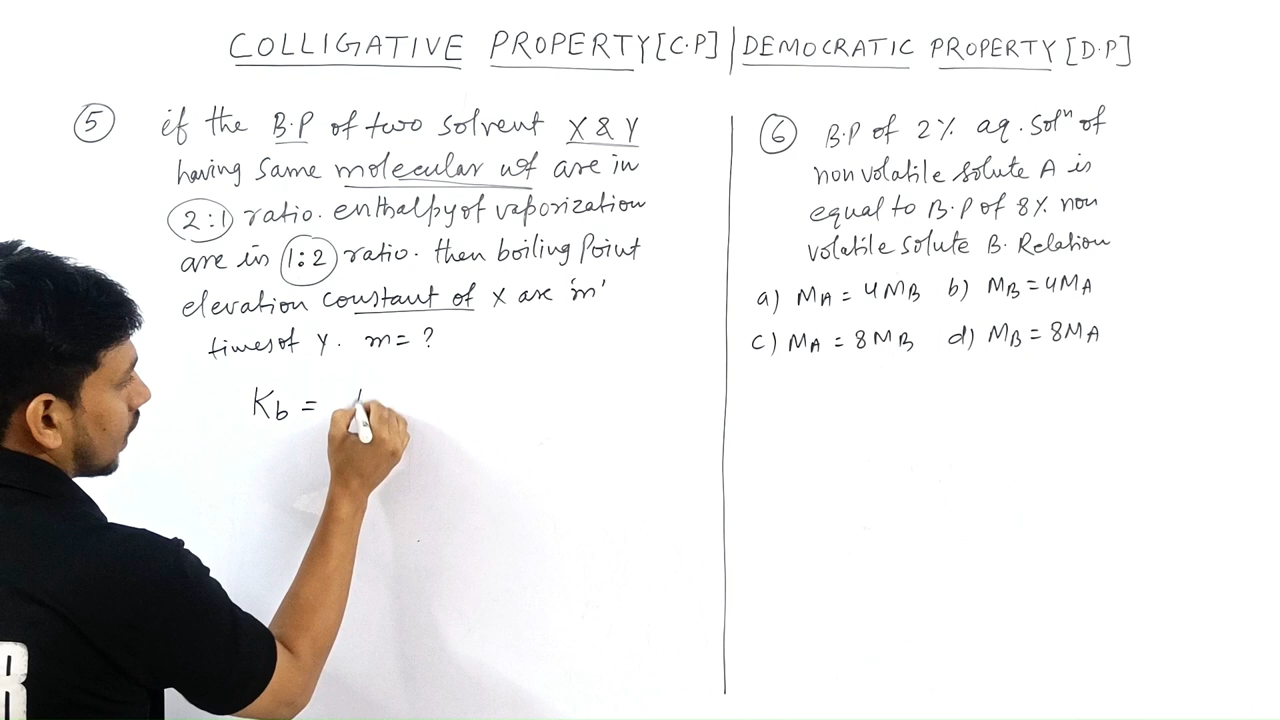 COLLIGATIVE PROPERTY[C.P] | DEMOCRATIC PROPERTY[D.P]
5 if the B.P of two solvent X & Y
having same molecular wt are in
2:1 ratio. enthalpy of vaporization
are in 1:2 ratio. then boiling Point
elevation constant of X are 'm'
times of Y. m = ?
Kb =
6 B.P of 2% aq. Solⁿ of
non volatile solute A is
equal to B.P of 8% non
volatile solute B. Relation
a) MA = 4MB b) MB = 4MA
c) MA = 8MB d) MB = 8MA
R